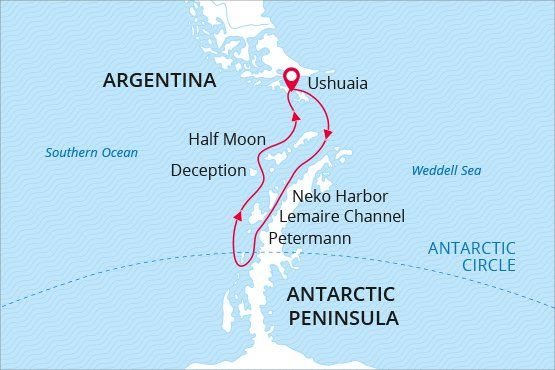 ARGENTINA
Ushuaia
Half Moon
Southern Ocean
Deception
Weddell Sea
Neko Harbor
Lemaire Channel
Petermann
ANTARCTIC
CIRCLE
ANTARCTIC
PENINSULA